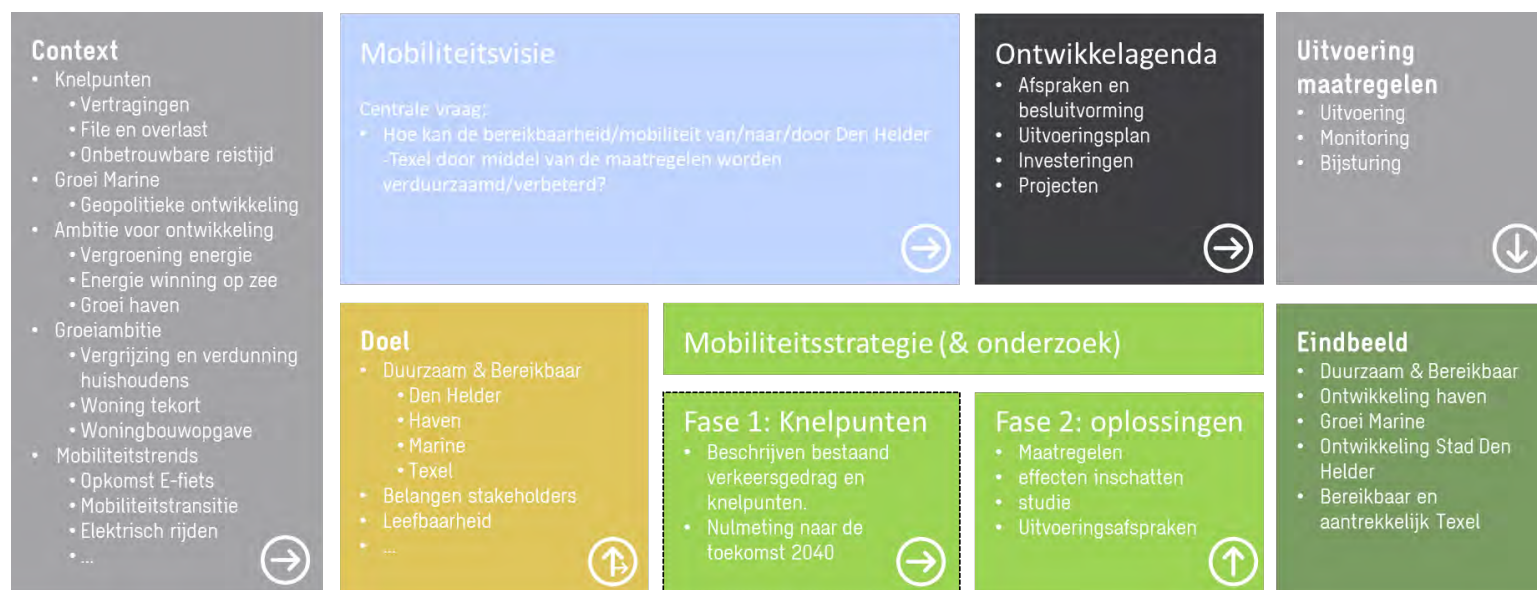 Context
• Knelpunten
• Vertragingen
• File en overlast
• Onbetrouwbare reistijd
• Groei Marine
• Geopolitieke ontwikkeling
• Ambitie voor ontwikkeling
• Vergroening energie
• Energie winning op zee
• Groei haven
• Groeiambitie
• Vergrijzing en verdunning
huishoudens
• Woning tekort
• Woningbouwopgave
• Mobiliteitstrends
• Opkomst E-fiets
• Mobiliteitstransitie
• Elektrisch rijden
• ...
Mobiliteitsvisie
Centrale vraag:
• Hoe kan de bereikbaarheid/mobiliteit van/naar/door Den Helder
-Texel door middel van de maatregelen worden
verduurzaamd/verbeterd?
Ontwikkelagenda
• Afspraken en
besluitvorming
• Uitvoeringsplan
• Investeringen
• Projecten
Uitvoering
maatregelen
• Uitvoering
• Monitoring
• Bijsturing
Doel
• Duurzaam & Bereikbaar
• Den Helder
• Haven
• Marine
• Texel
• Belangen stakeholders
• Leefbaarheid
• ...
Mobiliteitsstrategie (& onderzoek)
Fase 1: Knelpunten
• Beschrijven bestaand
verkeersgedrag en
knelpunten.
• Nulmeting naar de
toekomst 2040
Fase 2: oplossingen
• Maatregelen
• effecten inschatten
• studie
• Uitvoeringsafspraken
Eindbeeld
• Duurzaam & Bereikbaar
• Ontwikkeling haven
• Groei Marine
• Ontwikkeling Stad Den
Helder
• Bereikbaar en
aantrekkelijk Texel